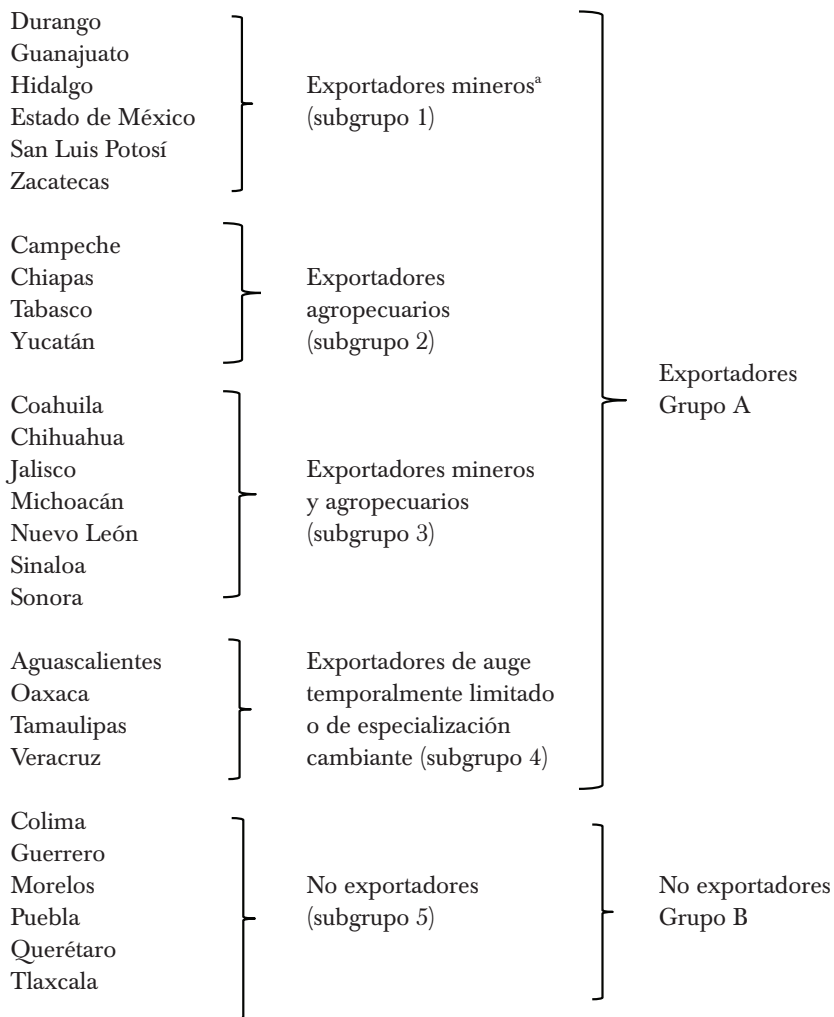 Durango
Guanajuato
Hidalgo
Estado de México
San Luis Potosí
Zacatecas
Exportadores minerosᵃ
(subgrupo 1)
Campeche
Chiapas
Tabasco
Yucatán
Exportadores
agropecuarios
(subgrupo 2)
Coahuila
Chihuahua
Jalisco
Michoacán
Nuevo León
Sinaloa
Sonora
Exportadores mineros
y agropecuarios
(subgrupo 3)
Aguascalientes
Oaxaca
Tamaulipas
Veracruz
Exportadores de auge
temporalmente limitado
o de especialización
cambiante (subgrupo 4)
Exportadores
Grupo A
Colima
Guerrero
Morelos
Puebla
Querétaro
Tlaxcala
No exportadores
(subgrupo 5)
No exportadores
Grupo B